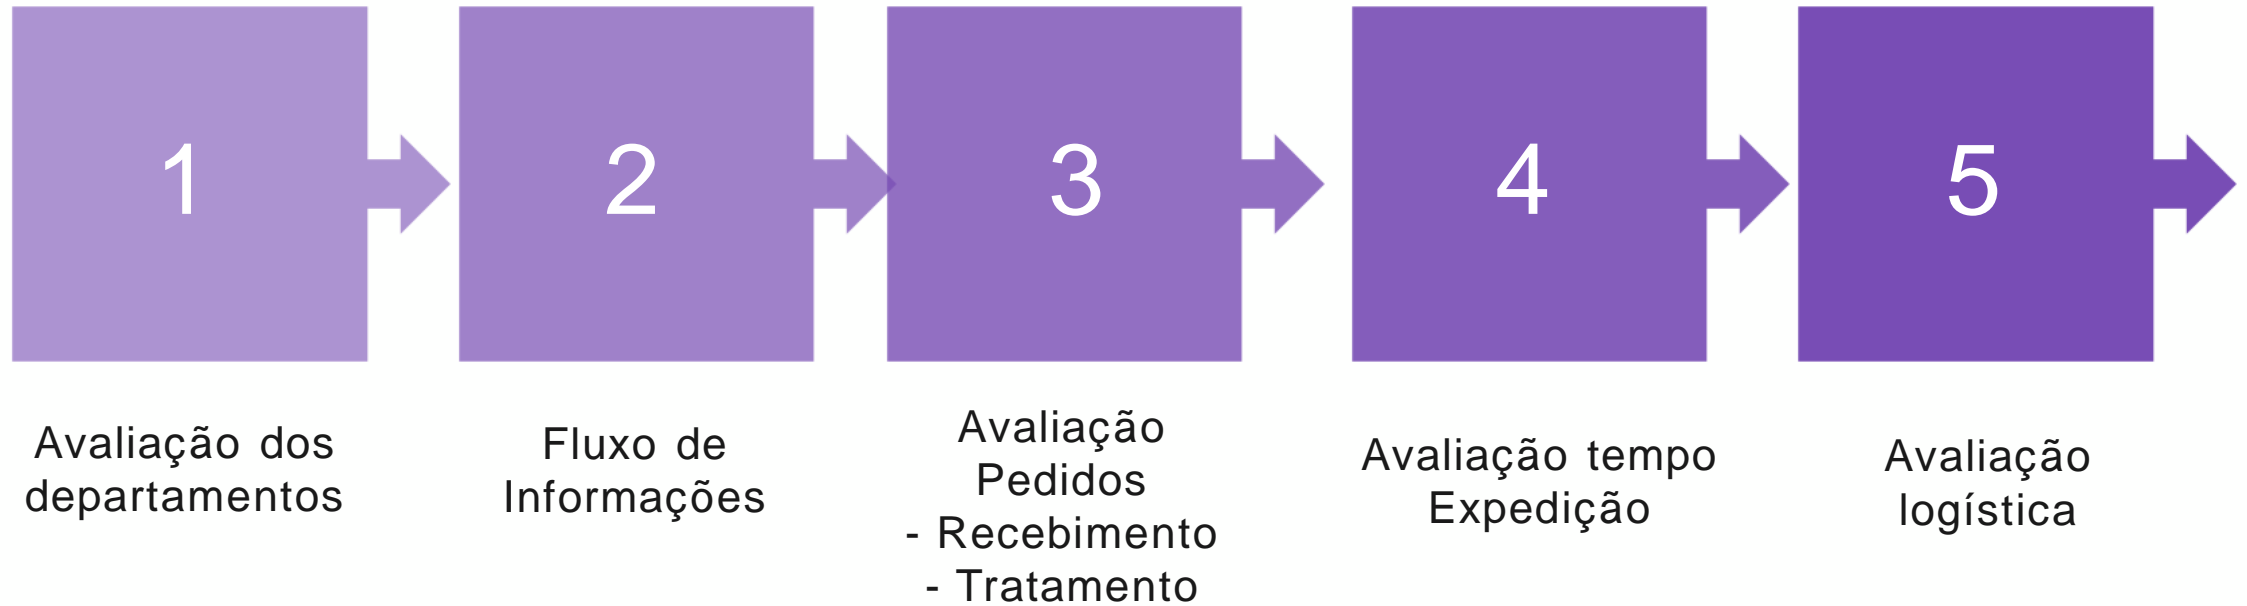 1
2
3
4
5
Avaliação dos
departamentos
Fluxo de
Informações
Avaliação
Pedidos
- Recebimento
- Tratamento
Avaliação tempo
Expedição
Avaliação
logística